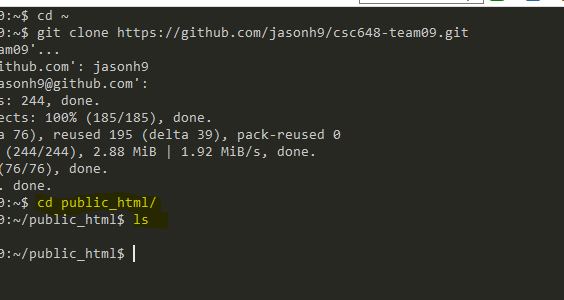 0:~$ cd ~
0:~$ git clone https://github.com/jasonh9/csc648-team09.git
am09'...
ithub.com': jasonh9
asonh9@github.com':
s: 244, done.
ects: 100% (185/185), done.
a 76), reused 195 (delta 39), pack-reused 0
(244/244), 2.88 MiB | 1.92 MiB/s, done.
(76/76), done.
. done.
0:~$ cd public_html/
0:~/public_html$ ls
0:~/public_html$